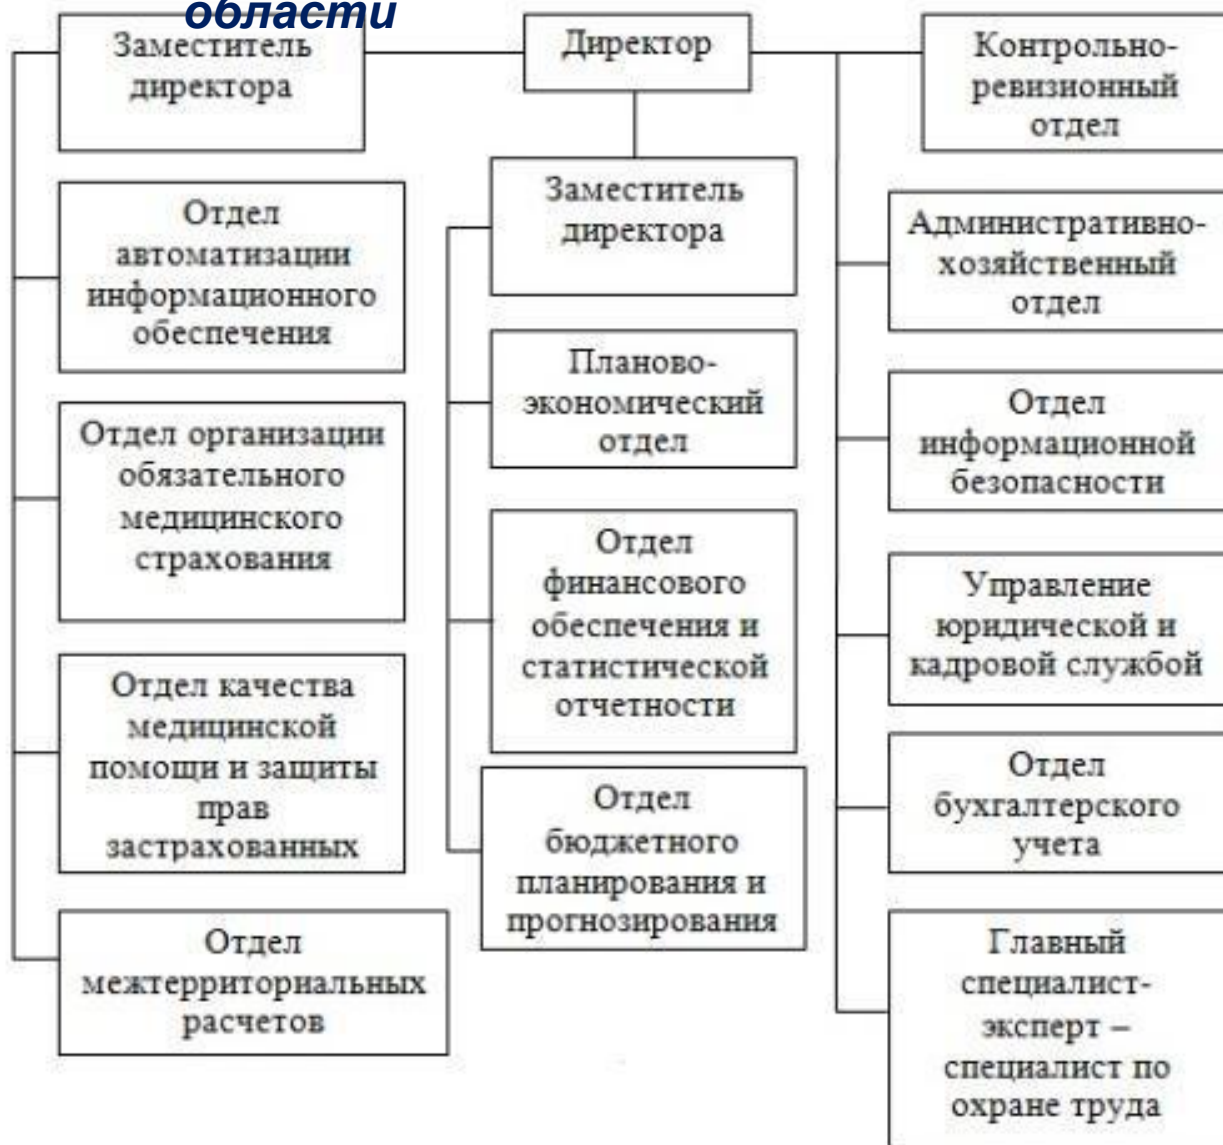 области
Заместитель
директора
Отдел
автоматизации
информационного
обеспечения
Отдел организации
обязательного
медицинского
страхования
Отдел качества
медицинской
помощи и защиты
прав
застрахованных
Отдел
межтерриториальных
расчетов
Директор
Заместитель
директора
Планово-
экономический
отдел
Отдел
финансового
обеспечения и
статистической
отчетности
Отдел
бюджетного
планирования и
прогнозирования
Контрольно-
ревизионный
отдел
Административно-
хозяйственный
отдел
Отдел
информационной
безопасности
Управление
юридической и
кадровой службой
Отдел
бухгалтерского
учета
Главный
специалист-
эксперт –
специалист по
охране труда